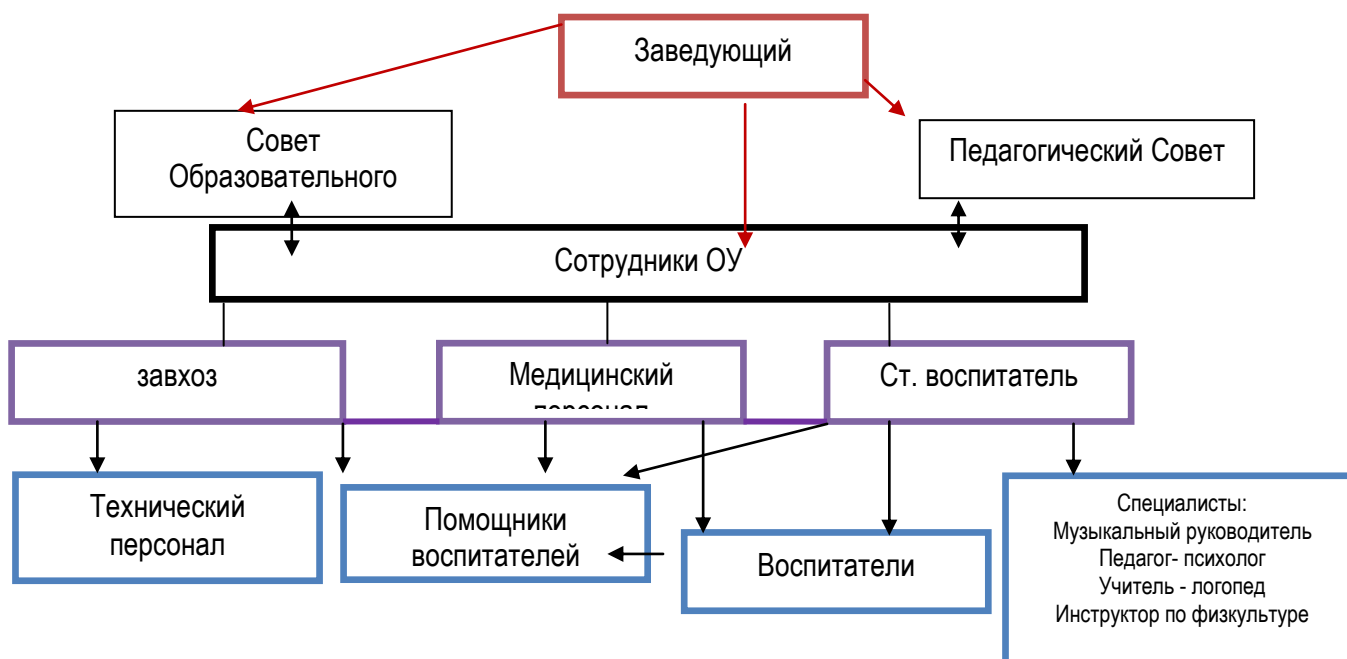 Заведующий
Совет
Образовательного
Педагогический Совет
Сотрудники ОУ
завхоз
Медицинский
персонал
Ст. воспитатель
Технический
персонал
Помощники
воспитателей
Воспитатели
Специалисты:
Музыкальный руководитель
Педагог- психолог
Учитель - логопед
Инструктор по физкультуре